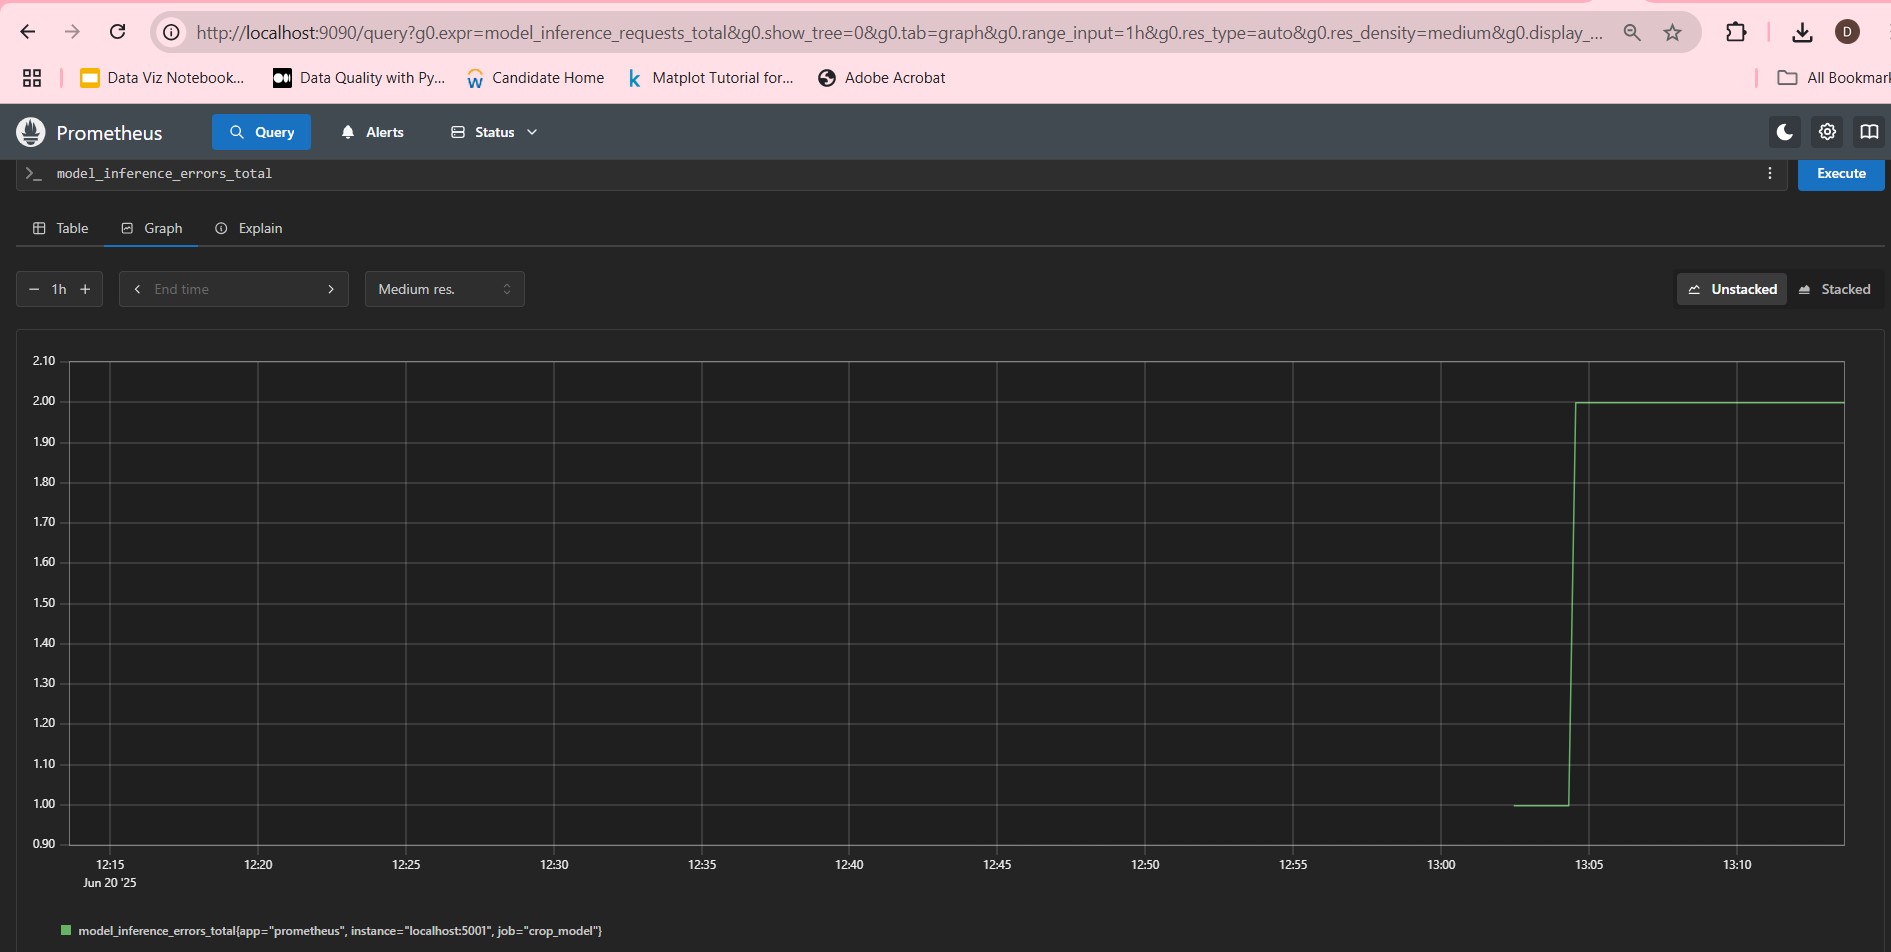 http://localhost:9090/query?g0.expr=model_inference_requests_total&g0.show_tree=0&g0.tab=graph&g0.range_input=1h&g0.res_type=auto&g0.res_density=medium&g0.display_...
D
Data Viz Notebook...
Data Quality with Py...
Candidate Home
Matplot Tutorial for...
Adobe Acrobat
All Bookmark
Prometheus
Query
Alerts
Status
>_ model_inference_errors_total
Execute
Table
Graph
Explain
− 1h +
< End time >
Medium res.
Unstacked
Stacked
2.10
2.00
1.90
1.80
1.70
1.60
1.50
1.40
1.30
1.20
1.10
1.00
0.90
12:15 12:20 12:25 12:30 12:35 12:40 12:45 12:50 12:55 13:00 13:05 13:10
Jun 20 '25
model_inference_errors_total{app="prometheus", instance="localhost:5001", job="crop_model"}